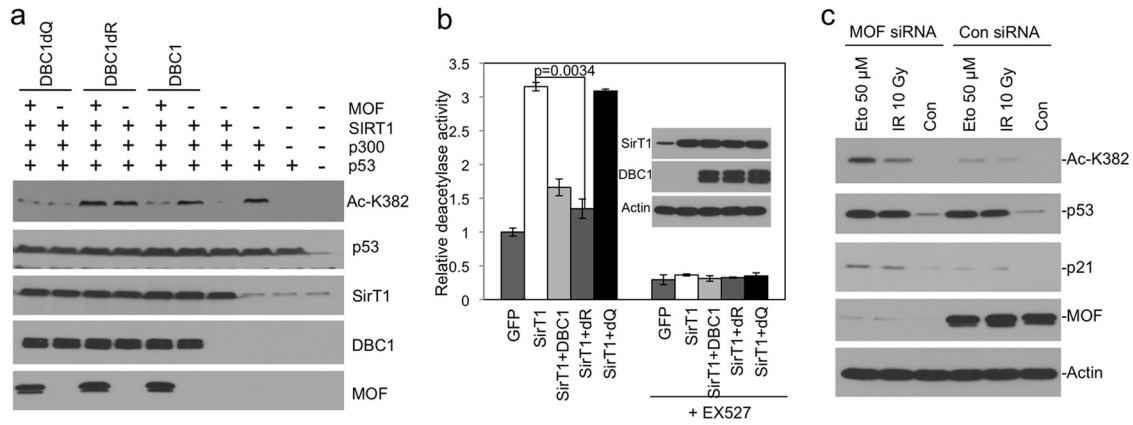 a
DBC1dQ DBC1dR DBC1
+ - + - + - - - - - MOF
+ + + + + + + - - - SIRT1
+ + + + + + + + - - p300
+ + + + + + + + + - p53
Ac-K382
p53
SirT1
DBC1
MOF
b
Relative deacetylase activity
3.5
3
2.5
2
1.5
1
0.5
0
p=0.0034
SirT1
DBC1
Actin
GFP SirT1 SirT1+DBC1 SirT1+dR SirT1+dQ GFP SirT1 SirT1+DBC1 SirT1+dR SirT1+dQ
+ EX527
c
MOF siRNA Con siRNA
Eto 50 μM IR 10 Gy Con Eto 50 μM IR 10 Gy Con
-Ac-K382
-p53
-p21
-MOF
-Actin